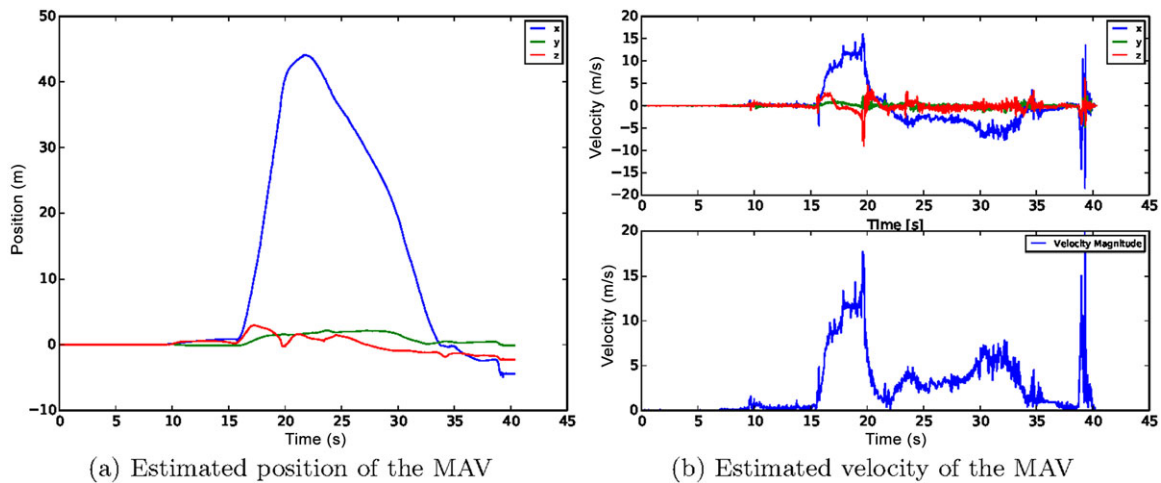 50
40
30
20
10
0
−10
Position (m)
x
y
z
0 5 10 15 20 25 30 35 40 45
Time (s)
(a) Estimated position of the MAV
20
15
10
5
0
−5
−10
−15
−20
Velocity (m/s)
x
y
z
0 5 10 15 20 25 30 35 40 45
Time [s]
20
15
10
5
0
Velocity (m/s)
Velocity Magnitude
0 5 10 15 20 25 30 35 40 45
Time (s)
(b) Estimated velocity of the MAV